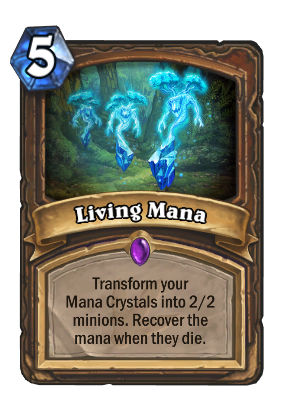 5
Living Mana
Transform your
Mana Crystals into 2/2
minions. Recover the
mana when they die.